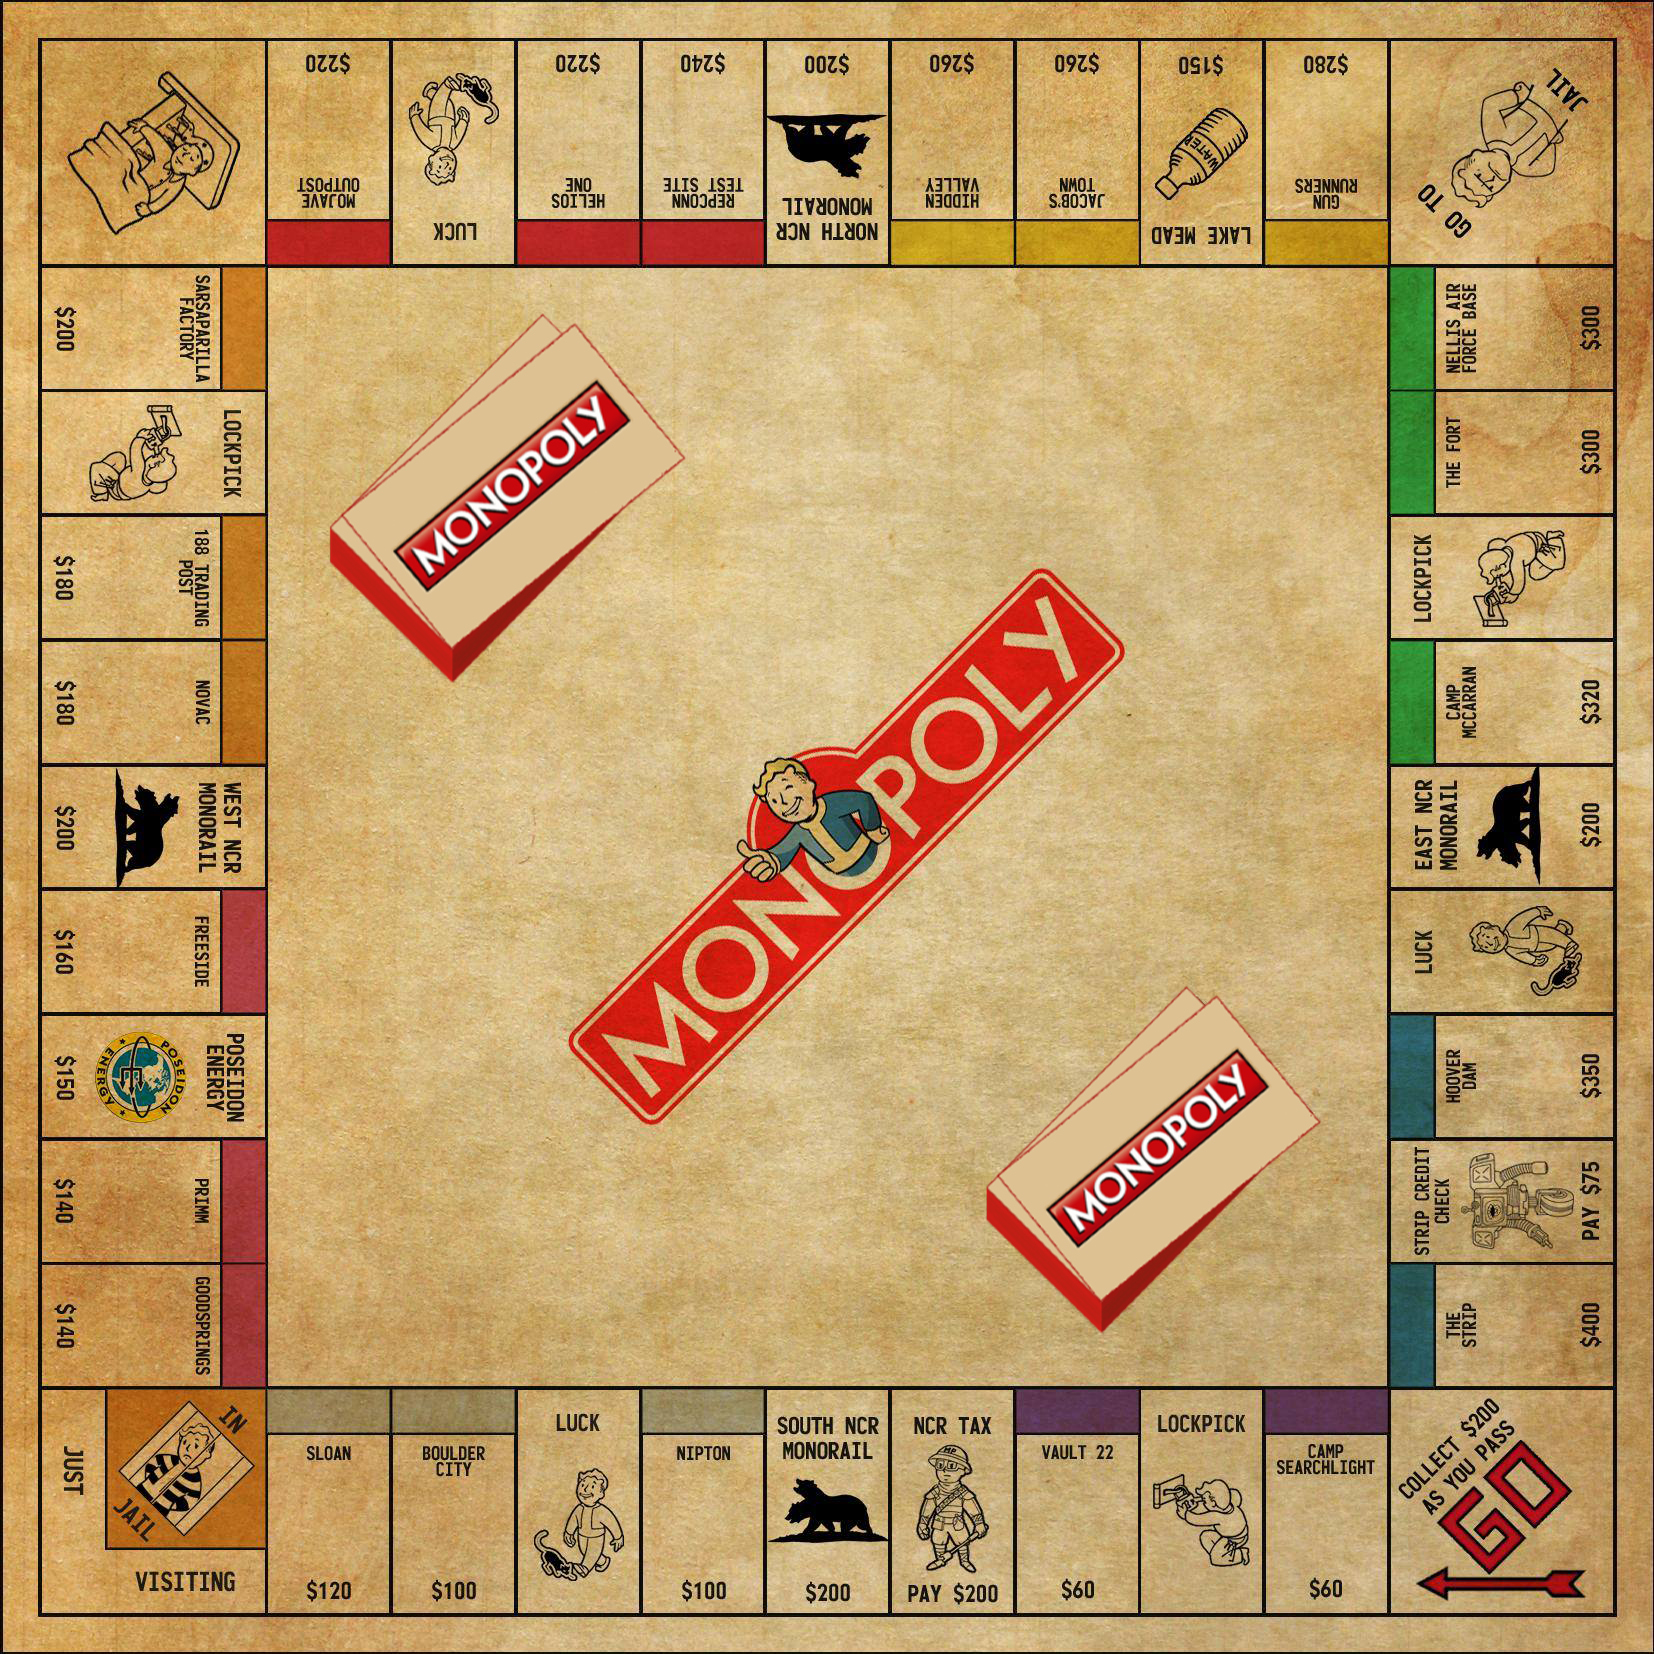 GO
COLLECT $200
AS YOU PASS
CAMP
SEARCHLIGHT
$60
LOCKPICK
VAULT 22
$60
NCR TAX
MP
PAY $200
SOUTH NCR
MONORAIL
$200
NIPTON
$100
LUCK
BOULDER
CITY
$100
SLOAN
$120
IN
JAIL
JUST
VISITING
GOODSPRINGS
$140
PRIMM
$140
POSEIDON
ENERGY
POSEIDON
ENERGY
$150
FREESIDE
$160
WEST NCR
MONORAIL
$200
NOVAC
$180
188 TRADING
POST
$180
LOCKPICK
SARSAPARILLA
FACTORY
$200
MOJAVE
OUTPOST
$220
LUCK
HELIOS
ONE
$220
REPCONN
TEST SITE
$240
NORTH NCR
MONORAIL
$200
HIDDEN
VALLEY
$260
JACOB'S
TOWN
$260
LAKE MEAD
WATER
$150
GUN
RUNNERS
$280
GO TO
JAIL
NELLIS AIR
FORCE BASE
$300
THE FORT
$300
LOCKPICK
CAMP
MCCARRAN
$320
EAST NCR
MONORAIL
$200
LUCK
HOOVER
DAM
$350
STRIP CREDIT
CHECK
PAY $75
THE
STRIP
$400
MONOPOLY
MONOPOLY
MONOPOLY